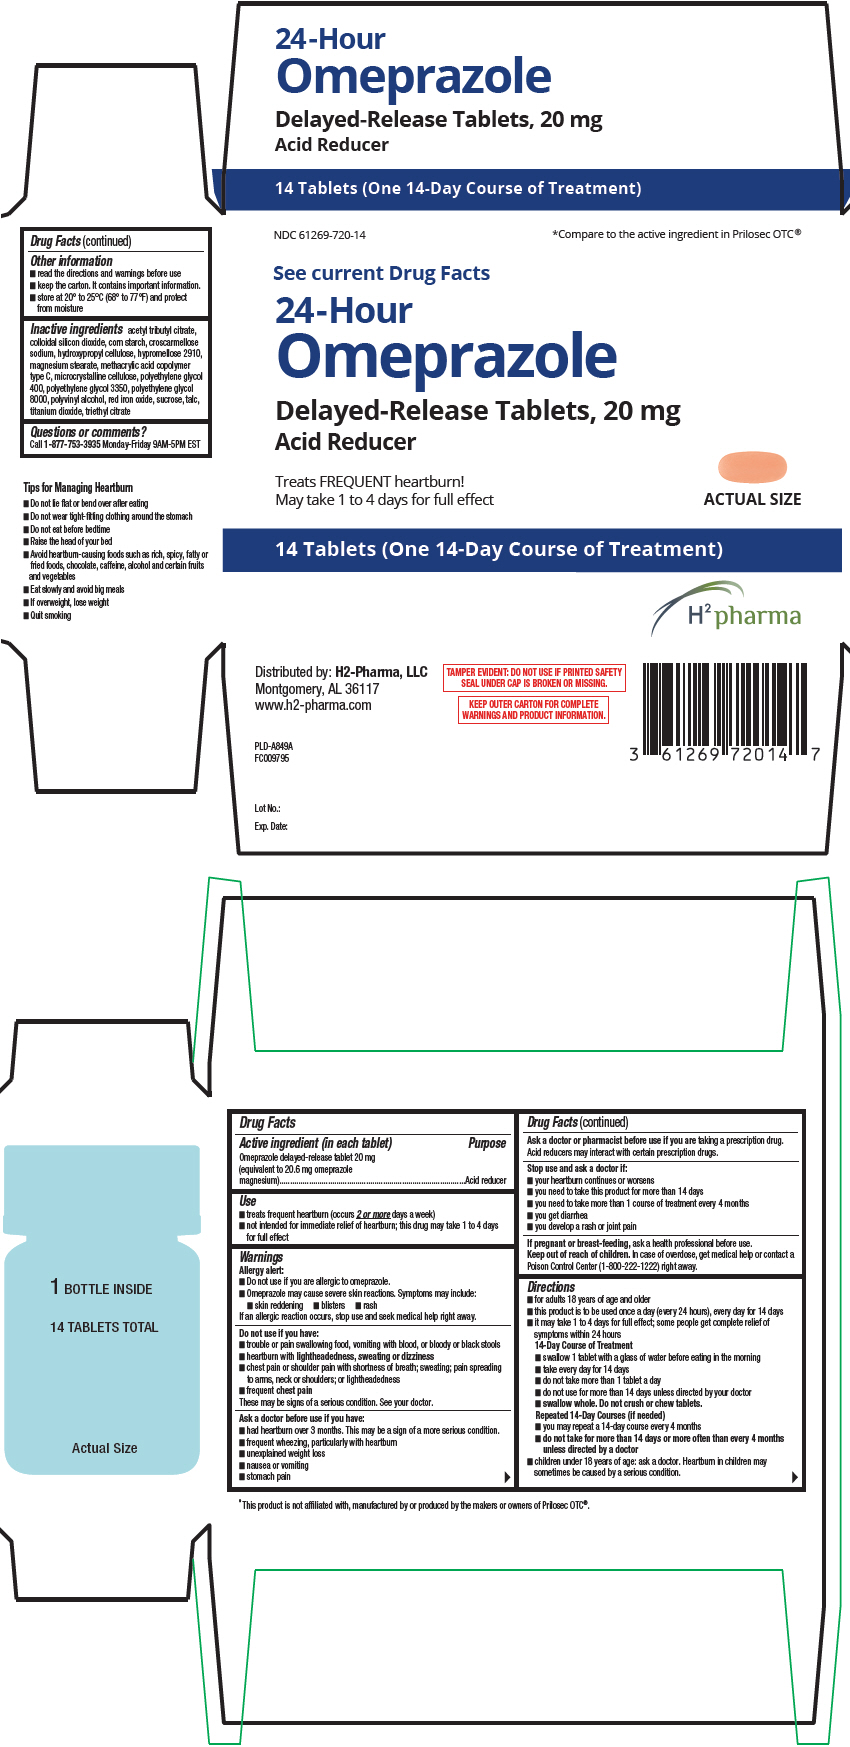 24-Hour
Omeprazole
Delayed-Release Tablets, 20 mg
Acid Reducer
14 Tablets (One 14-Day Course of Treatment)
NDC 61269-720-14
*Compare to the active ingredient in Prilosec OTC®
See current Drug Facts
24-Hour
Omeprazole
Delayed-Release Tablets, 20 mg
Acid Reducer
Treats FREQUENT heartburn!
May take 1 to 4 days for full effect
ACTUAL SIZE
14 Tablets (One 14-Day Course of Treatment)
H2pharma
Drug Facts (continued)
Other information
■ read the directions and warnings before use
■ keep the carton. It contains important information.
■ store at 20° to 25°C (68° to 77°F) and protect
from moisture
Inactive ingredients acetyl tributyl citrate,
colloidal silicon dioxide, corn starch, croscarmellose
sodium, hydroxypropyl cellulose, hypromellose 2910,
magnesium stearate, methacrylic acid copolymer
type C, microcrystalline cellulose, polyethylene glycol
400, polyethylene glycol 3350, polyethylene glycol
8000, polyvinyl alcohol, red iron oxide, sucrose, talc,
titanium dioxide, triethyl citrate
Questions or comments?
Call 1-877-753-3935 Monday-Friday 9AM-5PM EST
Tips for Managing Heartburn
■ Do not lie flat or bend over after eating
■ Do not wear tight-fitting clothing around the stomach
■ Do not eat before bedtime
■ Raise the head of your bed
■ Avoid heartburn-causing foods such as rich, spicy, fatty or
fried foods, chocolate, caffeine, alcohol and certain fruits
and vegetables
■ Eat slowly and avoid big meals
■ If overweight, lose weight
■ Quit smoking
Distributed by: H2-Pharma, LLC
Montgomery, AL 36117
www.h2-pharma.com
TAMPER EVIDENT: DO NOT USE IF PRINTED SAFETY
SEAL UNDER CAP IS BROKEN OR MISSING.
KEEP OUTER CARTON FOR COMPLETE
WARNINGS AND PRODUCT INFORMATION.
3 61269 72014 7
PLD-A849A
FC009795
Lot No.:
Exp. Date:
1 BOTTLE INSIDE
14 TABLETS TOTAL
Actual Size
Drug Facts
Active ingredient (in each tablet) Purpose
Omeprazole delayed-release tablet 20 mg
(equivalent to 20.6 mg omeprazole
magnesium)....................Acid reducer
Use
■ treats frequent heartburn (occurs 2 or more days a week)
■ not intended for immediate relief of heartburn; this drug may take 1 to 4 days
for full effect
Warnings
Allergy alert:
■ Do not use if you are allergic to omeprazole.
■ Omeprazole may cause severe skin reactions. Symptoms may include:
■ skin reddening ■ blisters ■ rash
If an allergic reaction occurs, stop use and seek medical help right away.
Do not use if you have:
■ trouble or pain swallowing food, vomiting with blood, or bloody or black stools
■ heartburn with lightheadedness, sweating or dizziness
■ chest pain or shoulder pain with shortness of breath; sweating; pain spreading
to arms, neck or shoulders; or lightheadedness
■ frequent chest pain
These may be signs of a serious condition. See your doctor.
Ask a doctor before use if you have:
■ had heartburn over 3 months. This may be a sign of a more serious condition.
■ frequent wheezing, particularly with heartburn
■ unexplained weight loss
■ nausea or vomiting
■ stomach pain
Drug Facts (continued)
Ask a doctor or pharmacist before use if you are taking a prescription drug.
Acid reducers may interact with certain prescription drugs.
Stop use and ask a doctor if:
■ your heartburn continues or worsens
■ you need to take this product for more than 14 days
■ you need to take more than 1 course of treatment every 4 months
■ you get diarrhea
■ you develop a rash or joint pain
If pregnant or breast-feeding, ask a health professional before use.
Keep out of reach of children. In case of overdose, get medical help or contact a
Poison Control Center (1-800-222-1222) right away.
Directions
■ for adults 18 years of age and older
■ this product is to be used once a day (every 24 hours), every day for 14 days
■ it may take 1 to 4 days for full effect; some people get complete relief of
symptoms within 24 hours
14-Day Course of Treatment
■ swallow 1 tablet with a glass of water before eating in the morning
■ take every day for 14 days
■ do not take more than 1 tablet a day
■ do not use for more than 14 days unless directed by your doctor
■ swallow whole. Do not crush or chew tablets.
Repeated 14-Day Courses (if needed)
■ you may repeat a 14-day course every 4 months
■ do not take for more than 14 days or more often than every 4 months
unless directed by a doctor
■ children under 18 years of age: ask a doctor. Heartburn in children may
sometimes be caused by a serious condition.
*This product is not affiliated with, manufactured by or produced by the makers or owners of Prilosec OTC®.